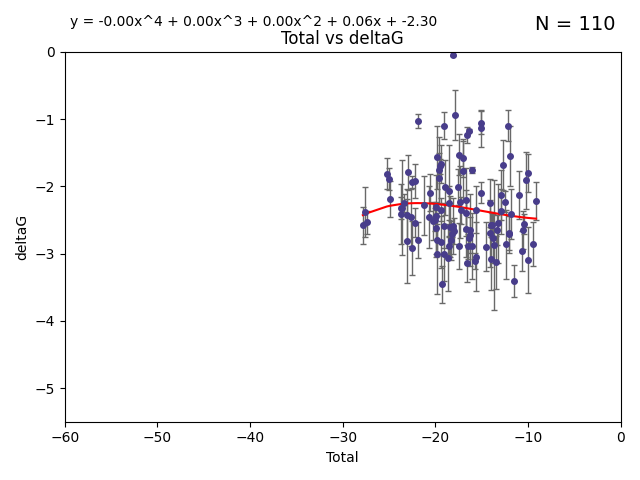 y = -0.00x^4 + 0.00x^3 + 0.00x^2 + 0.06x + -2.30
N = 110
Total vs deltaG
0
−1
−2
−3
−4
−5
deltaG
−60 −50 −40 −30 −20 −10 0
Total